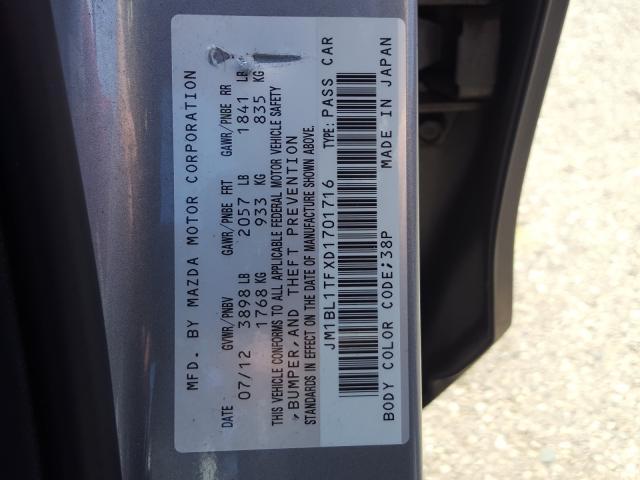 MFD. BY MAZDA MOTOR CORPORATION
DATE GVWR/PNBV GAWR/PNBE FRT GAWR/PNBE RR
07/12 3898 LB 2057 LB 1841 LB
1768 KG 933 KG 835 KG
THIS VEHICLE CONFORMS TO ALL APPLICABLE FEDERAL MOTOR VEHICLE SAFETY
,BUMPER,AND THEFT PREVENTION
STANDARDS IN EFFECT ON THE DATE OF MANUFACTURE SHOWN ABOVE.
JM1BL1TFXD1701716 TYPE: PASS CAR
BODY COLOR CODE;38P MADE IN JAPAN